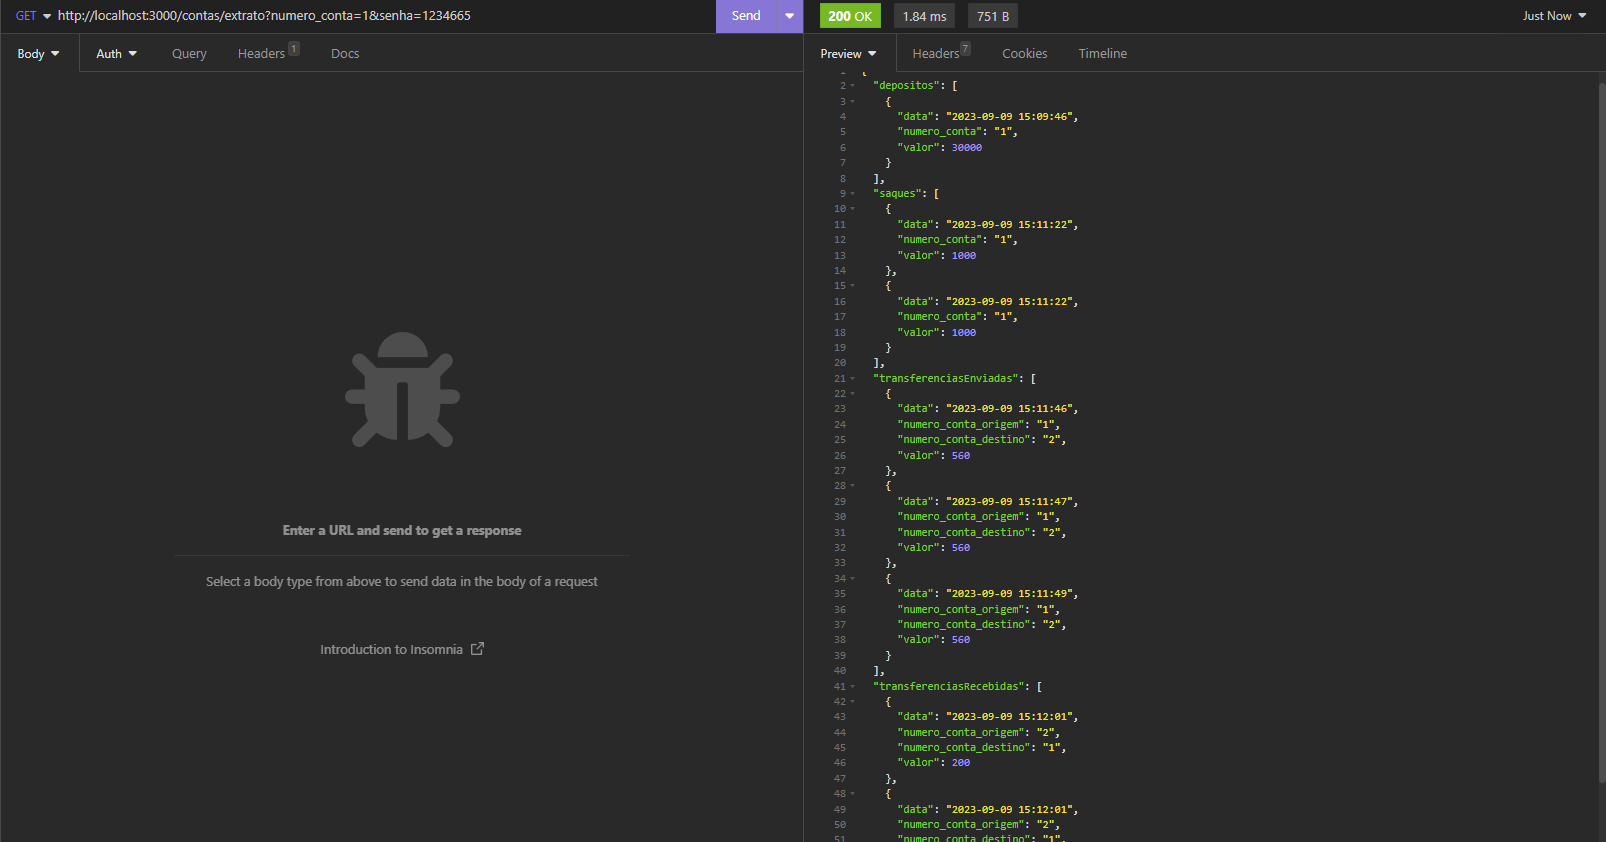 GET http://localhost:3000/contas/extrato?numero_conta=1&senha=1234665 Send 200 OK 1.84 ms 751 B Just Now
Body Auth Query Headers 1 Docs
Enter a URL and send to get a response
Select a body type from above to send data in the body of a request
Introduction to Insomnia
Preview Headers 7 Cookies Timeline
1 {
2 "depositos": [
3 {
4 "data": "2023-09-09 15:09:46",
5 "numero_conta": "1",
6 "valor": 30000
7 }
8 ],
9 "saques": [
10 {
11 "data": "2023-09-09 15:11:22",
12 "numero_conta": "1",
13 "valor": 1000
14 },
15 {
16 "data": "2023-09-09 15:11:22",
17 "numero_conta": "1",
18 "valor": 1000
19 }
20 ],
21 "transferenciasEnviadas": [
22 {
23 "data": "2023-09-09 15:11:46",
24 "numero_conta_origem": "1",
25 "numero_conta_destino": "2",
26 "valor": 560
27 },
28 {
29 "data": "2023-09-09 15:11:47",
30 "numero_conta_origem": "1",
31 "numero_conta_destino": "2",
32 "valor": 560
33 },
34 {
35 "data": "2023-09-09 15:11:49",
36 "numero_conta_origem": "1",
37 "numero_conta_destino": "2",
38 "valor": 560
39 }
40 ],
41 "transferenciasRecebidas": [
42 {
43 "data": "2023-09-09 15:12:01",
44 "numero_conta_origem": "2",
45 "numero_conta_destino": "1",
46 "valor": 200
47 },
48 {
49 "data": "2023-09-09 15:12:01",
50 "numero_conta_origem": "2",
51 "numero_conta_destino": "1",